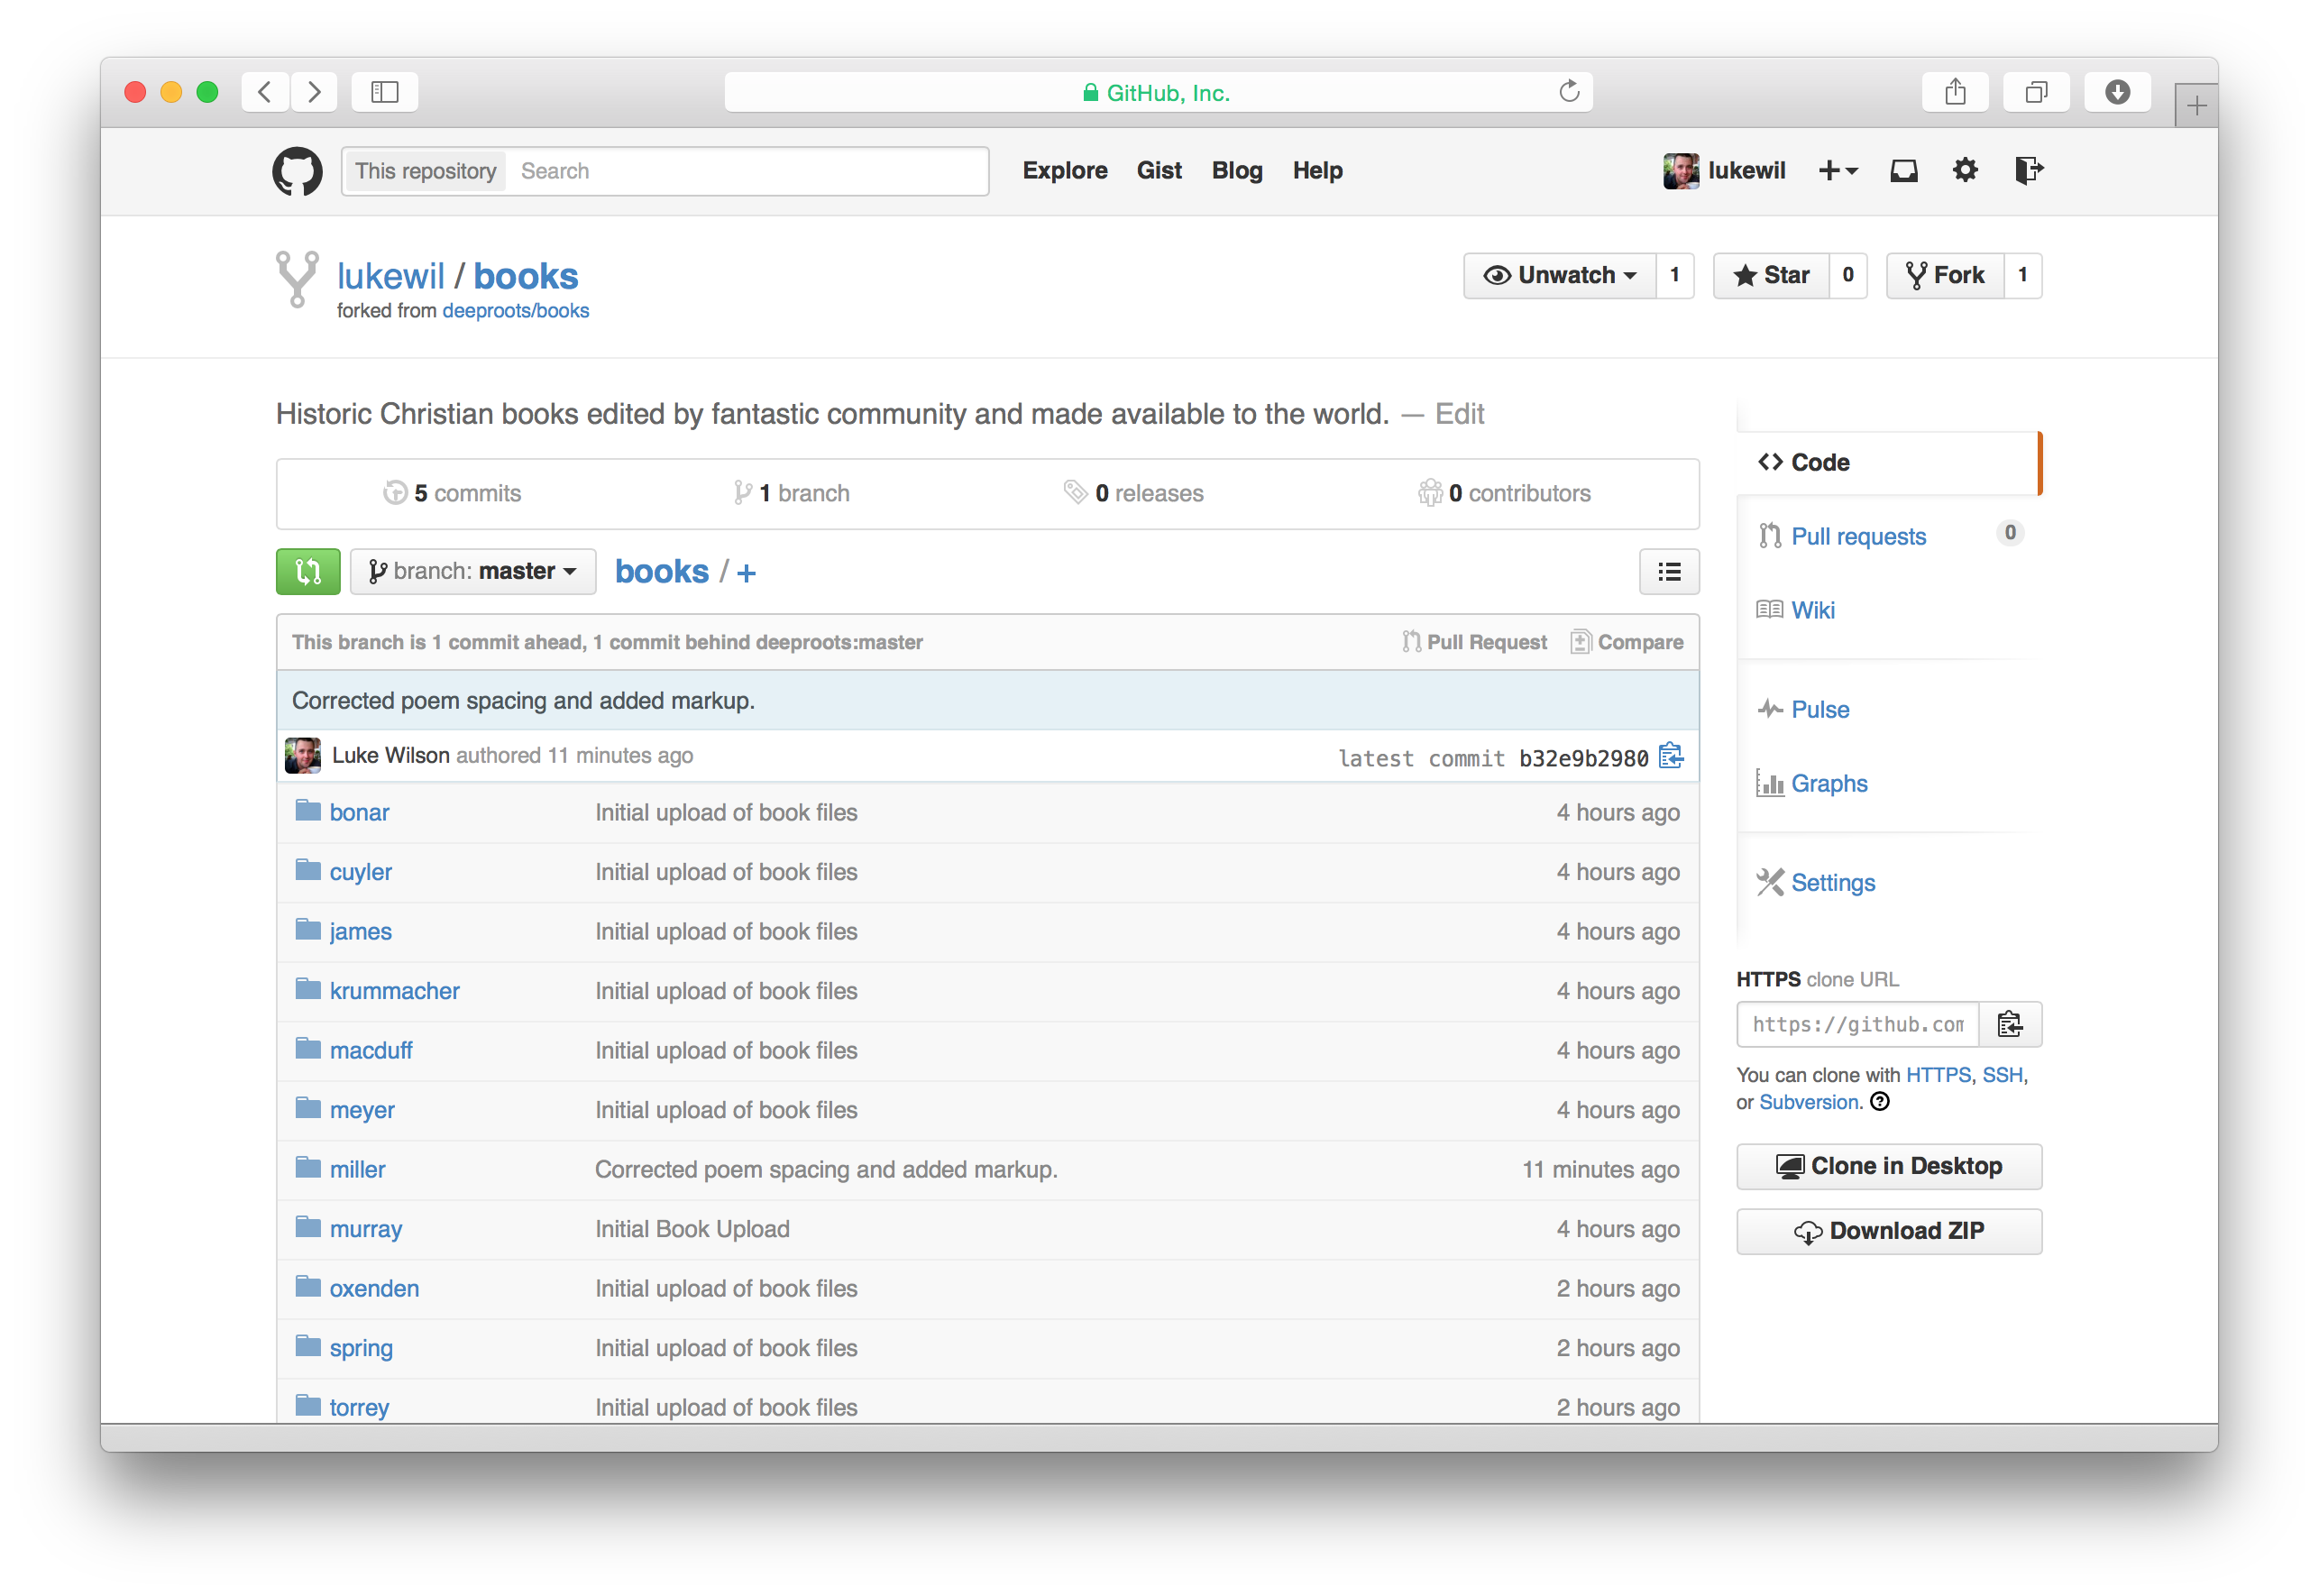 GitHub, Inc.
This repository Search Explore Gist Blog Help lukewil
lukewil / books
forked from deeproots/books
Unwatch 1 Star 0 Fork 1
Historic Christian books edited by fantastic community and made available to the world. — Edit
5 commits 1 branch 0 releases 0 contributors
branch: master books / +
This branch is 1 commit ahead, 1 commit behind deeproots:master Pull Request Compare
Corrected poem spacing and added markup.
Luke Wilson authored 11 minutes ago latest commit b32e9b2980
bonar Initial upload of book files 4 hours ago
cuyler Initial upload of book files 4 hours ago
james Initial upload of book files 4 hours ago
krummacher Initial upload of book files 4 hours ago
macduff Initial upload of book files 4 hours ago
meyer Initial upload of book files 4 hours ago
miller Corrected poem spacing and added markup. 11 minutes ago
murray Initial Book Upload 4 hours ago
oxenden Initial upload of book files 2 hours ago
spring Initial upload of book files 2 hours ago
torrey Initial upload of book files 2 hours ago
Code
Pull requests 0
Wiki
Pulse
Graphs
Settings
HTTPS clone URL
https://github.com
You can clone with HTTPS, SSH,
or Subversion.
Clone in Desktop
Download ZIP